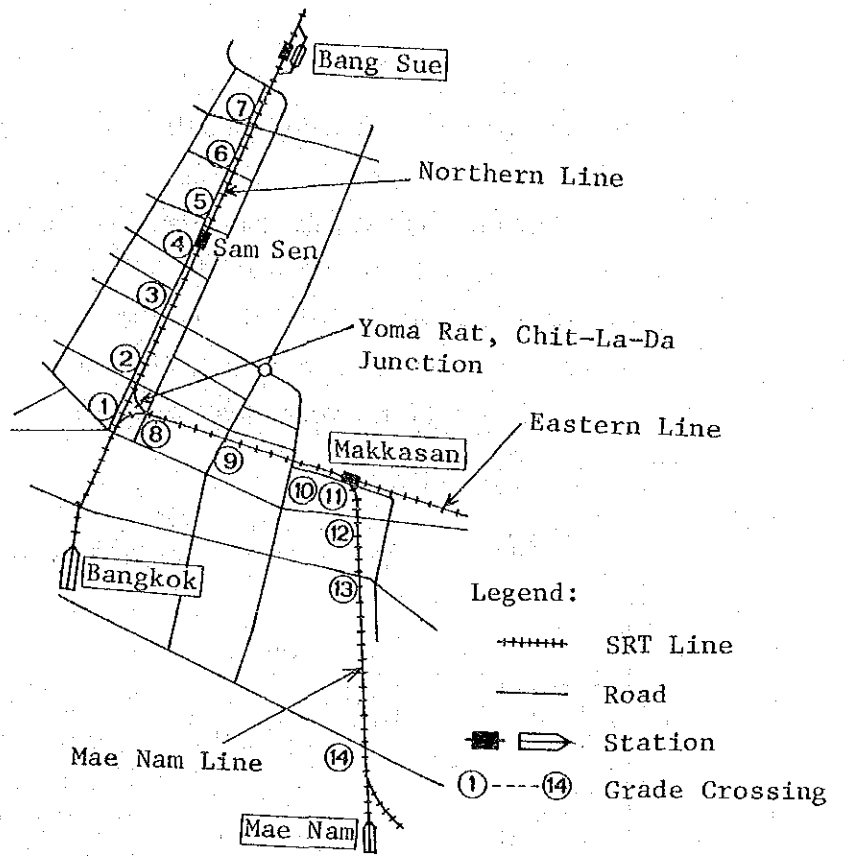 Bang Sue
⑦
⑥
Northern Line
⑤
④
Sam Sen
③
Yoma Rat, Chit-La-Da
Junction
②
①
⑧
Eastern Line
⑨
Makkasan
⑩
⑪
⑫
Bangkok
⑬
Legend:
SRT Line
Road
Mae Nam Line
⑭
Station
①----⑭ Grade Crossing
Mae Nam